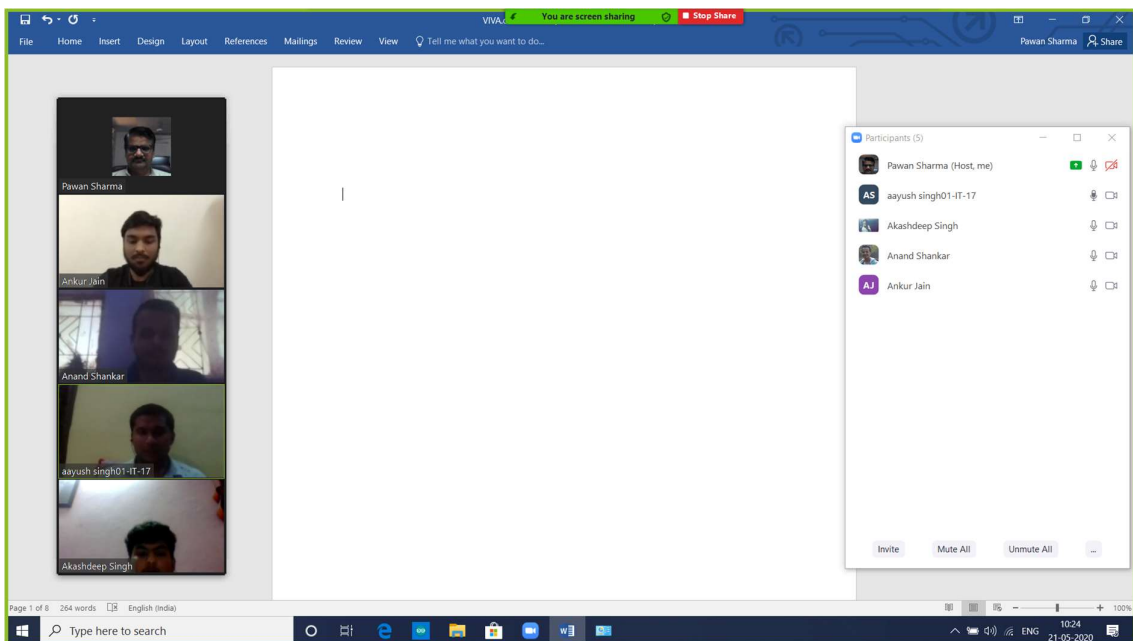 VIVA.
You are screen sharing
Stop Share
File Home Insert Design Layout References Mailings Review View Tell me what you want to do...
Pawan Sharma Share
Pawan Sharma
Ankur Jain
Anand Shankar
aayush singh01-IT-17
Akashdeep Singh
Participants (5)
Pawan Sharma (Host, me)
AS aayush singh01-IT-17
Akashdeep Singh
Anand Shankar
AJ Ankur Jain
Invite Mute All Unmute All ...
Page 1 of 8 264 words English (India)
100%
Type here to search
ENG
10:24
21-05-2020